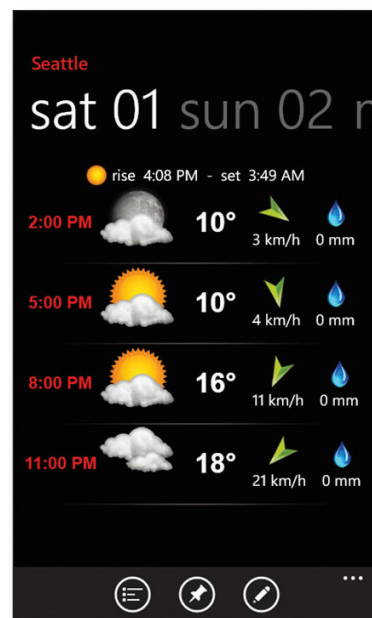 Seattle
sat 01 sun 02
rise 4:08 PM - set 3:49 AM
2:00 PM 10° 3 km/h 0 mm
5:00 PM 10° 4 km/h 0 mm
8:00 PM 16° 11 km/h 0 mm
11:00 PM 18° 21 km/h 0 mm